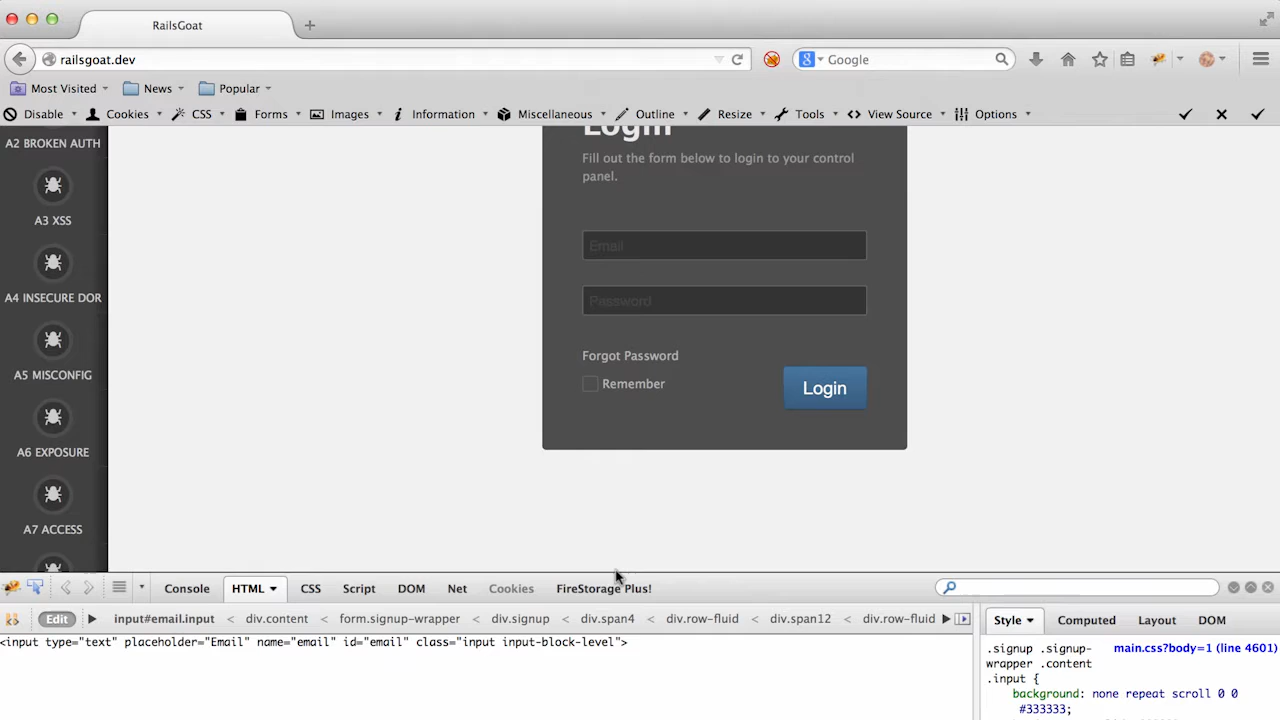 RailsGoat
railsgoat.dev
Google
Most Visited News Popular
Disable Cookies CSS Forms Images Information Miscellaneous Outline Resize Tools View Source Options
A2 BROKEN AUTH
A3 XSS
A4 INSECURE DOR
A5 MISCONFIG
A6 EXPOSURE
A7 ACCESS
Login
Fill out the form below to login to your control
panel.
Email
Password
Forgot Password
Remember
Login
Console HTML CSS Script DOM Net Cookies FireStorage Plus!
Edit input#email.input < div.content < form.signup-wrapper < div.signup < div.span4 < div.row-fluid < div.span12 < div.row-fluid
<input type="text" placeholder="Email" name="email" id="email" class="input input-block-level">
Style Computed Layout DOM
.signup .signup- main.css?body=1 (line 4601)
wrapper .content
.input {
background: none repeat scroll 0 0
#333333;